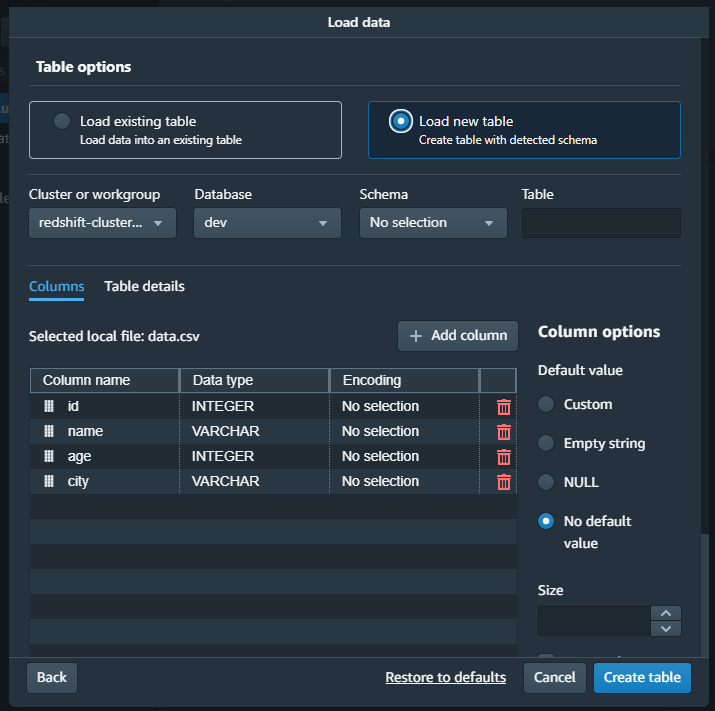 Load data
Table options
Load existing table
Load data into an existing table
Load new table
Create table with detected schema
Cluster or workgroup
Database
Schema
Table
redshift-cluster...
dev
No selection
Columns
Table details
Selected local file: data.csv
Add column
Column name Data type Encoding
id INTEGER No selection
name VARCHAR No selection
age INTEGER No selection
city VARCHAR No selection
Column options
Default value
Custom
Empty string
NULL
No default
value
Size
Back
Restore to defaults
Cancel
Create table